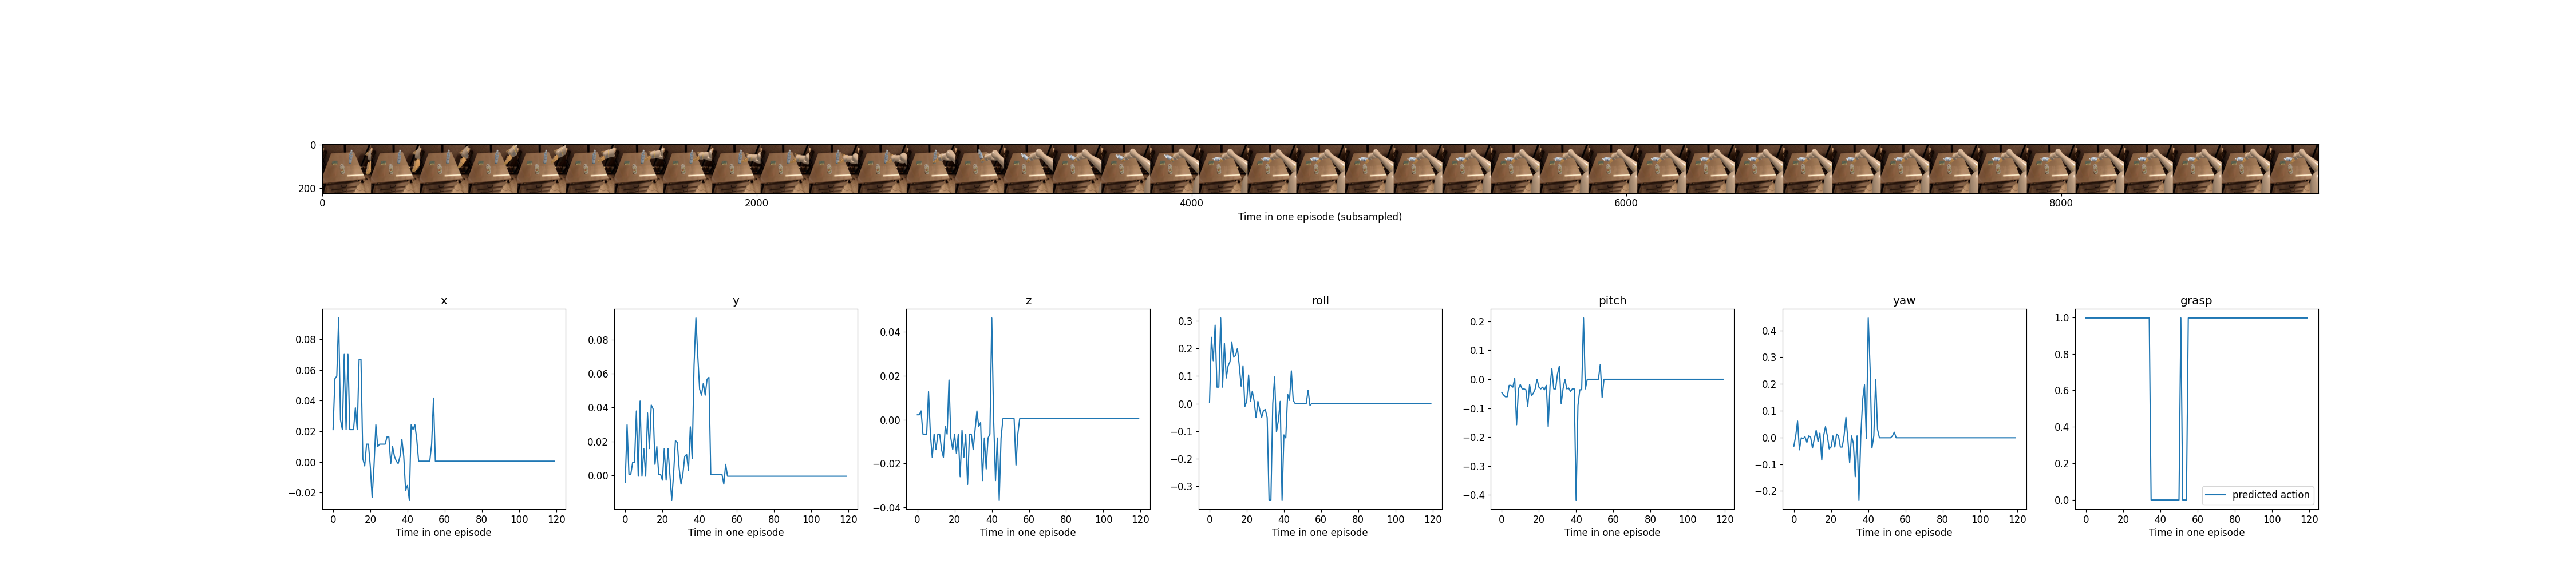 0
200
0 2000 4000 6000 8000
Time in one episode (subsampled)
x y z roll pitch yaw grasp
0.08
0.06
0.04
0.02
0.00
−0.02
0 20 40 60 80 100 120
Time in one episode
0.08
0.06
0.04
0.02
0.00
0 20 40 60 80 100 120
Time in one episode
0.04
0.02
0.00
−0.02
−0.04
0 20 40 60 80 100 120
Time in one episode
0.3
0.2
0.1
0.0
−0.1
−0.2
−0.3
0 20 40 60 80 100 120
Time in one episode
0.2
0.1
0.0
−0.1
−0.2
−0.3
−0.4
0 20 40 60 80 100 120
Time in one episode
0.4
0.3
0.2
0.1
0.0
−0.1
−0.2
0 20 40 60 80 100 120
Time in one episode
1.0
0.8
0.6
0.4
0.2
0.0
predicted action
0 20 40 60 80 100 120
Time in one episode